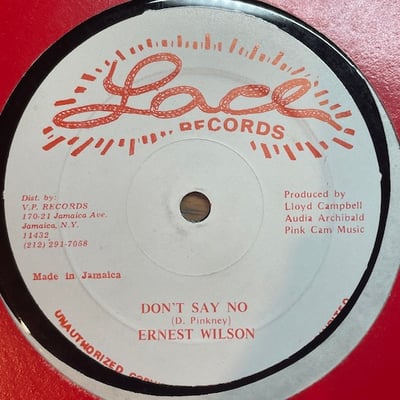 Lace
RECORDS
Dist. by:
V.P. RECORDS
170-21 Jamaica Ave.
Jamaica, N.Y.
11432
(212) 291-7058
Produced by
Lloyd Campbell
Audia Archibald
Pink Cam Music
Made in Jamaica
DON'T SAY NO
(D. Pinkney)
ERNEST WILSON
UNAUTHORIZED